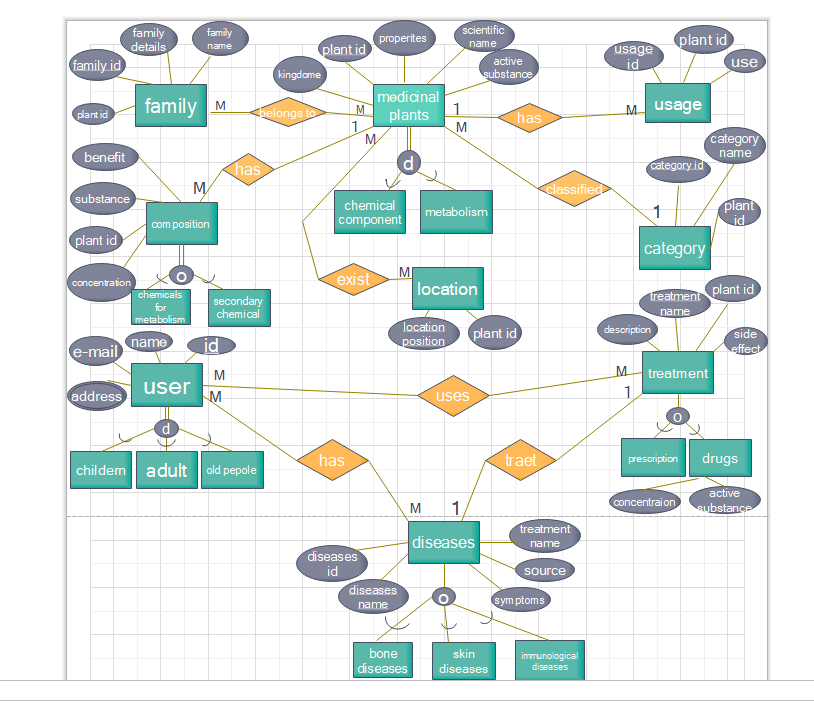 family details
family name
family id
plant id
family
M
belongs to
M
kingdome
plant id
properites
scientific name
active substance
medicinal plants
1
has
M
usage id
plant id
use
usage
1
M
M
has
M
benefit
substance
plant id
concentration
composition
o
chemicals for metabolism
secondary chemical
d
chemical component
metabolism
classified
1
category id
category name
plant id
category
exist
M
location
location position
plant id
treatment name
plant id
description
side effect
treatment
e-mail
name
id
address
user
M
M
uses
M
1
d
childern
adult
old pepole
has
traet
o
prescription
drugs
concentraion
active substance
M
1
diseases
diseases id
diseases name
treatment name
source
symptoms
o
bone diseases
skin diseases
immunological diseases